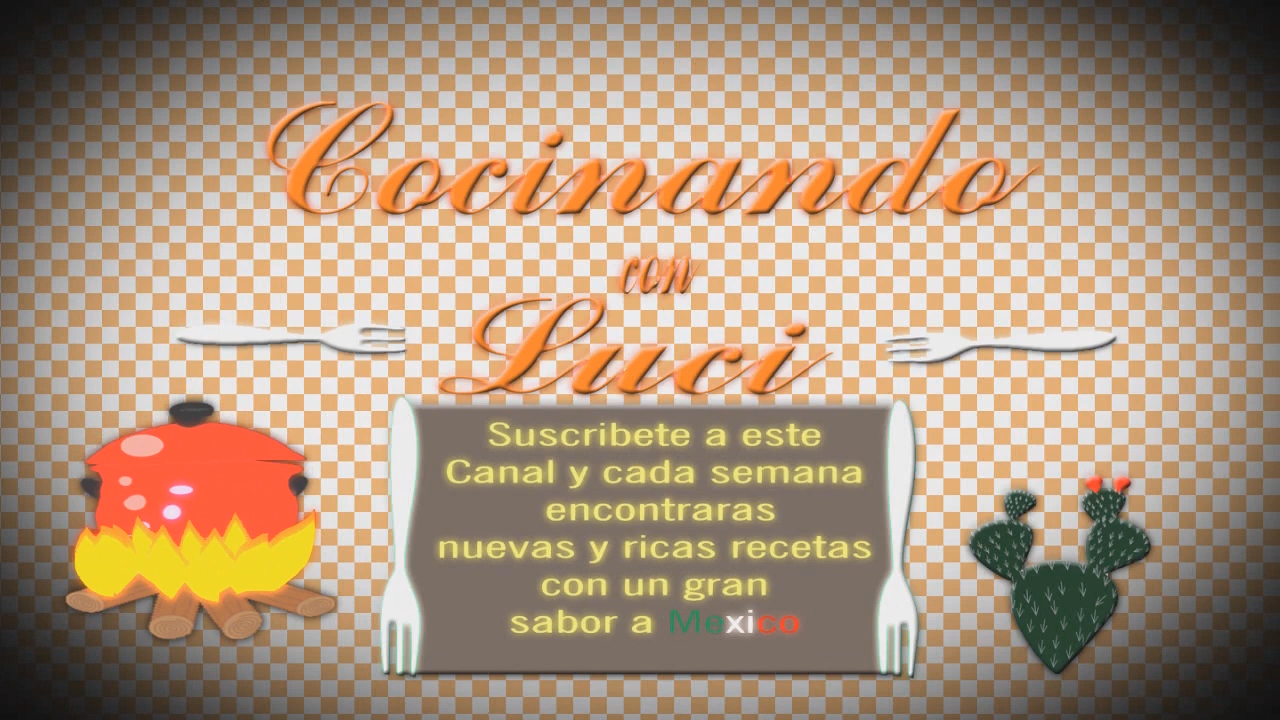 Cocinando
con
Luci
Suscribete a este
Canal y cada semana
encontraras
nuevas y ricas recetas
con un gran
sabor a Mexico